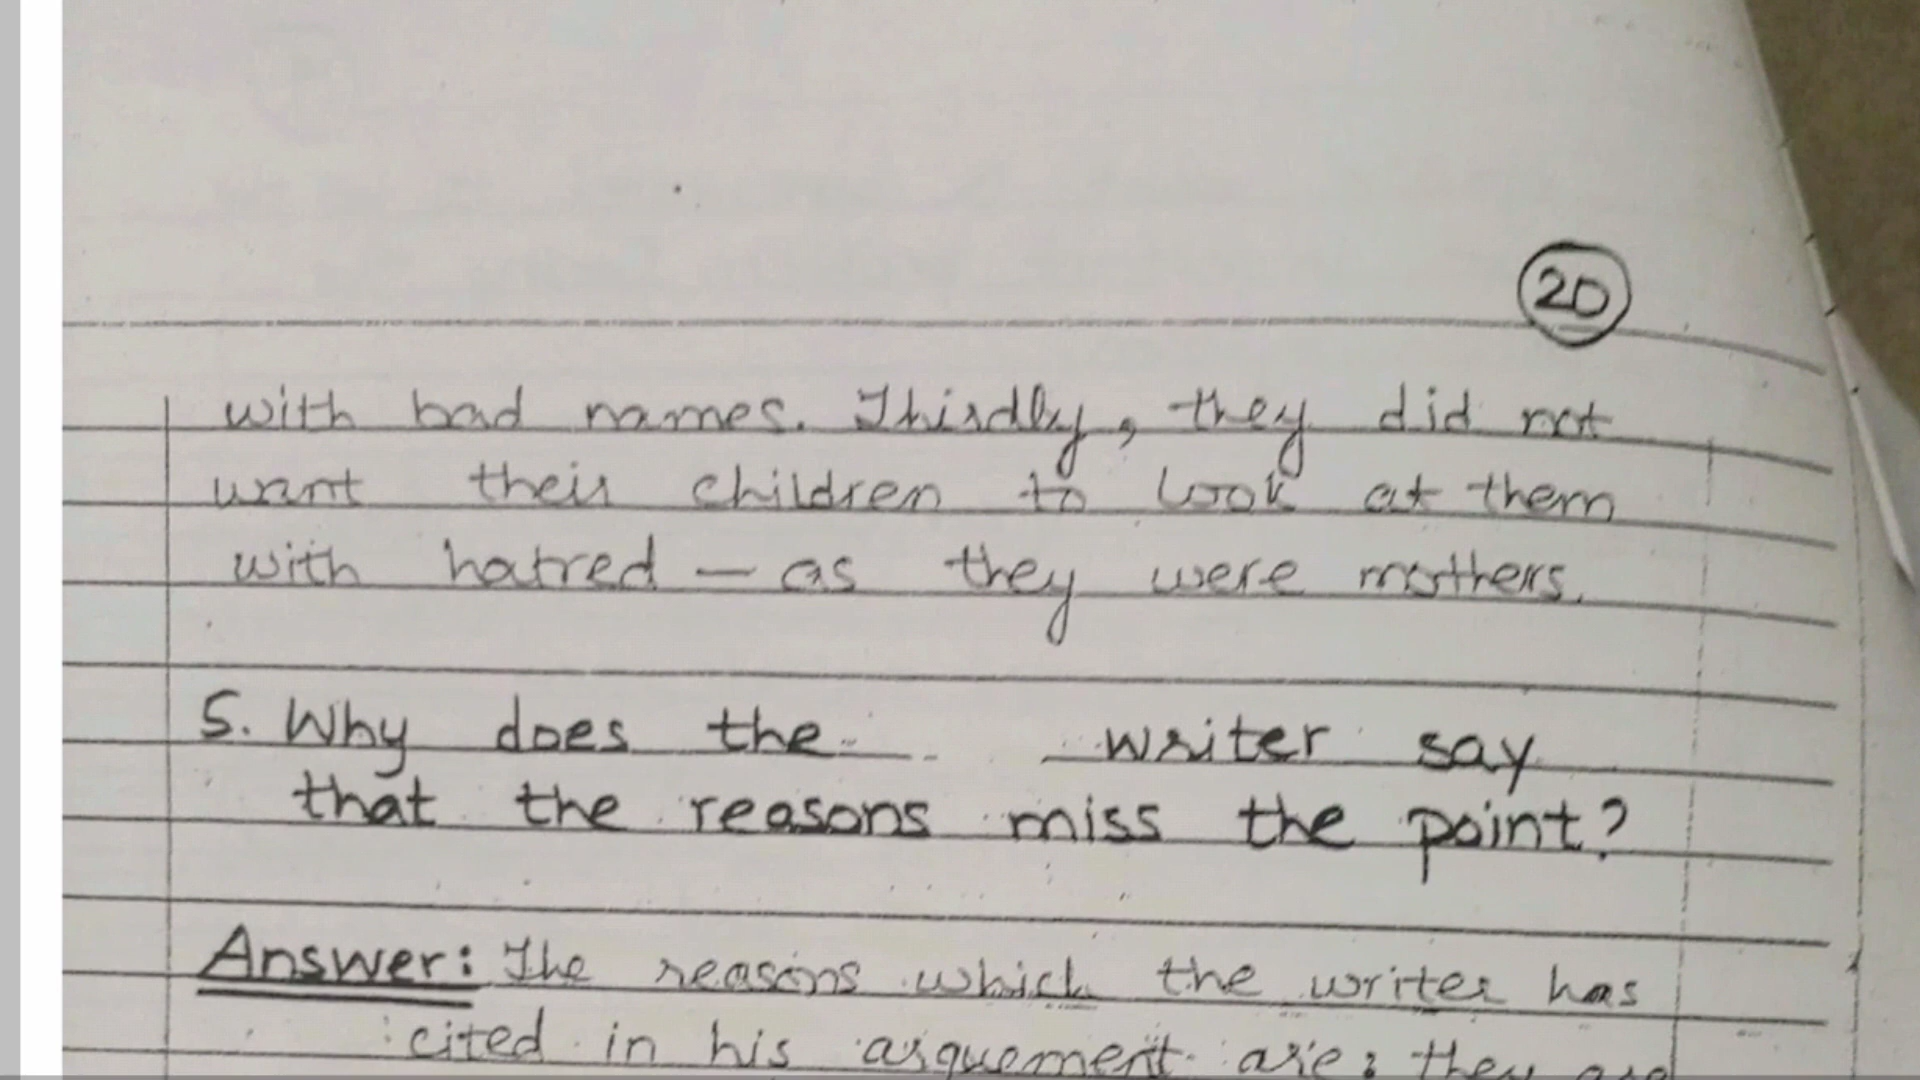 20
with bad names. Thirdly, they did not
want their children to look at them
with hatred – as they were mothers.
5. Why does the writer say
that the reasons miss the point?
Answer: The reasons which the writer has
cited in his arguement are: they are